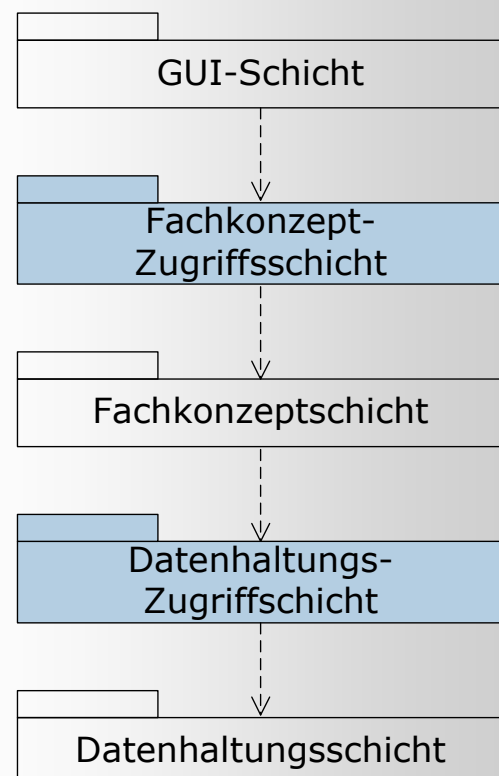 GUI-Schicht
Fachkonzept-
Zugriffsschicht
Fachkonzeptschicht
Datenhaltungs-
Zugriffschicht
Datenhaltungsschicht